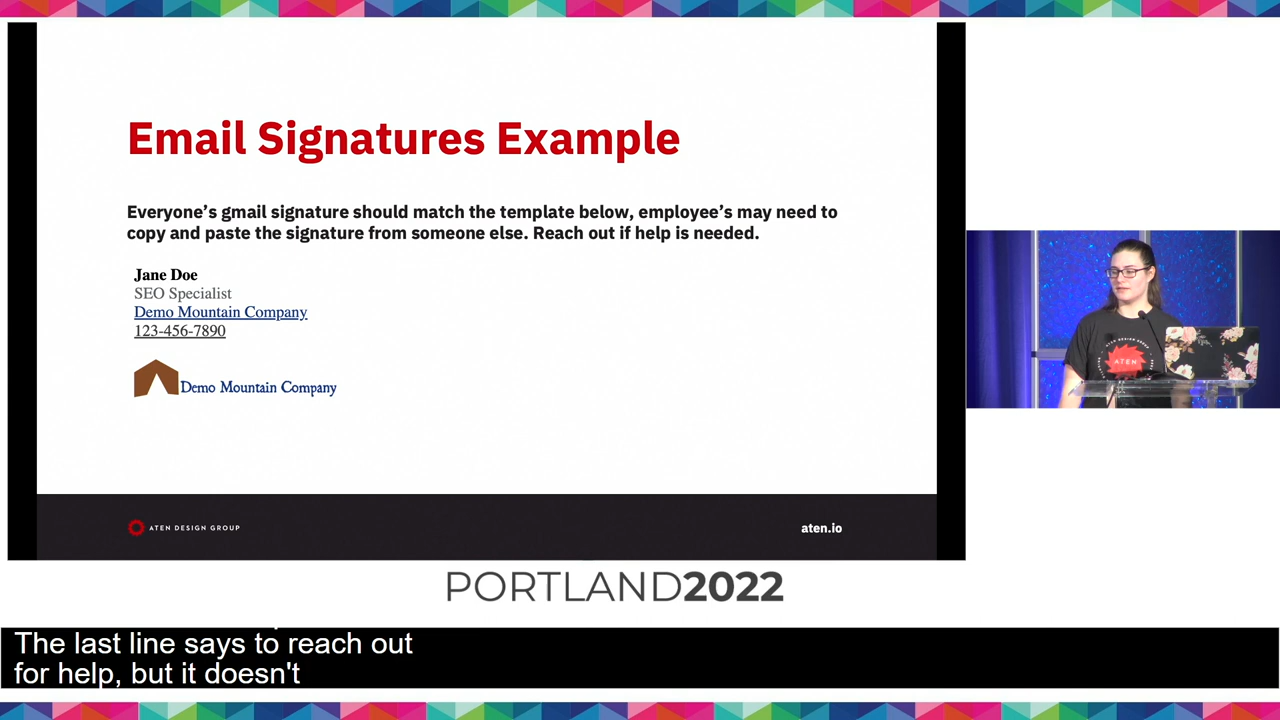 Email Signatures Example
Everyone’s gmail signature should match the template below, employee’s may need to
copy and paste the signature from someone else. Reach out if help is needed.
Jane Doe
SEO Specialist
Demo Mountain Company
123-456-7890
Demo Mountain Company
ATEN DESIGN GROUP
aten.io
ATEN
PORTLAND2022
The last line says to reach out
for help, but it doesn't